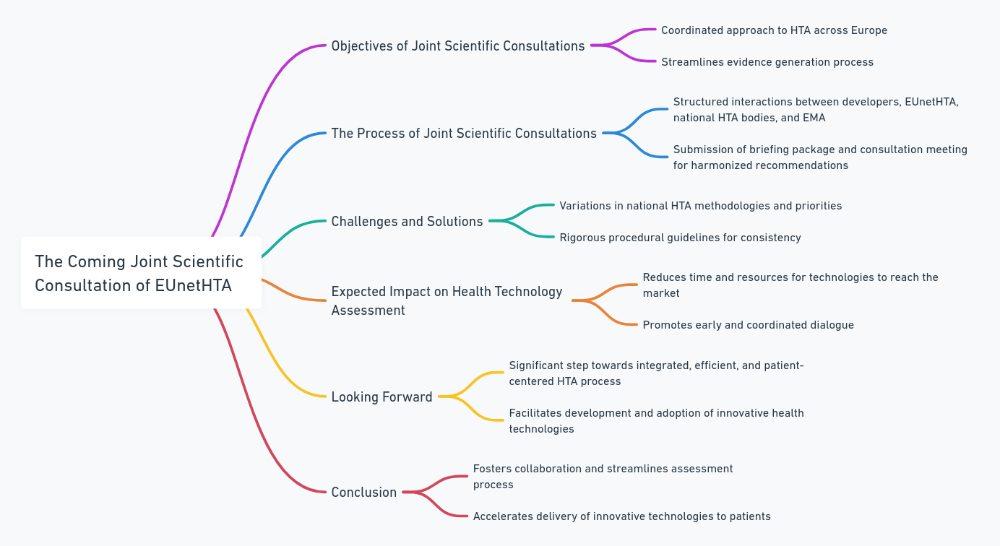 Coordinated approach to HTA across Europe
Objectives of Joint Scientific Consultations
Streamlines evidence generation process
Structured interactions between developers, EUnetHTA,
national HTA bodies, and EMA
The Process of Joint Scientific Consultations
Submission of briefing package and consultation meeting
for harmonized recommendations
Variations in national HTA methodologies and priorities
Challenges and Solutions
Rigorous procedural guidelines for consistency
The Coming Joint Scientific
Consultation of EUnetHTA
Reduces time and resources for technologies to reach the
market
Expected Impact on Health Technology
Assessment
Promotes early and coordinated dialogue
Significant step towards integrated, efficient, and patient-
centered HTA process
Looking Forward
Facilitates development and adoption of innovative health
technologies
Fosters collaboration and streamlines assessment
process
Conclusion
Accelerates delivery of innovative technologies to patients